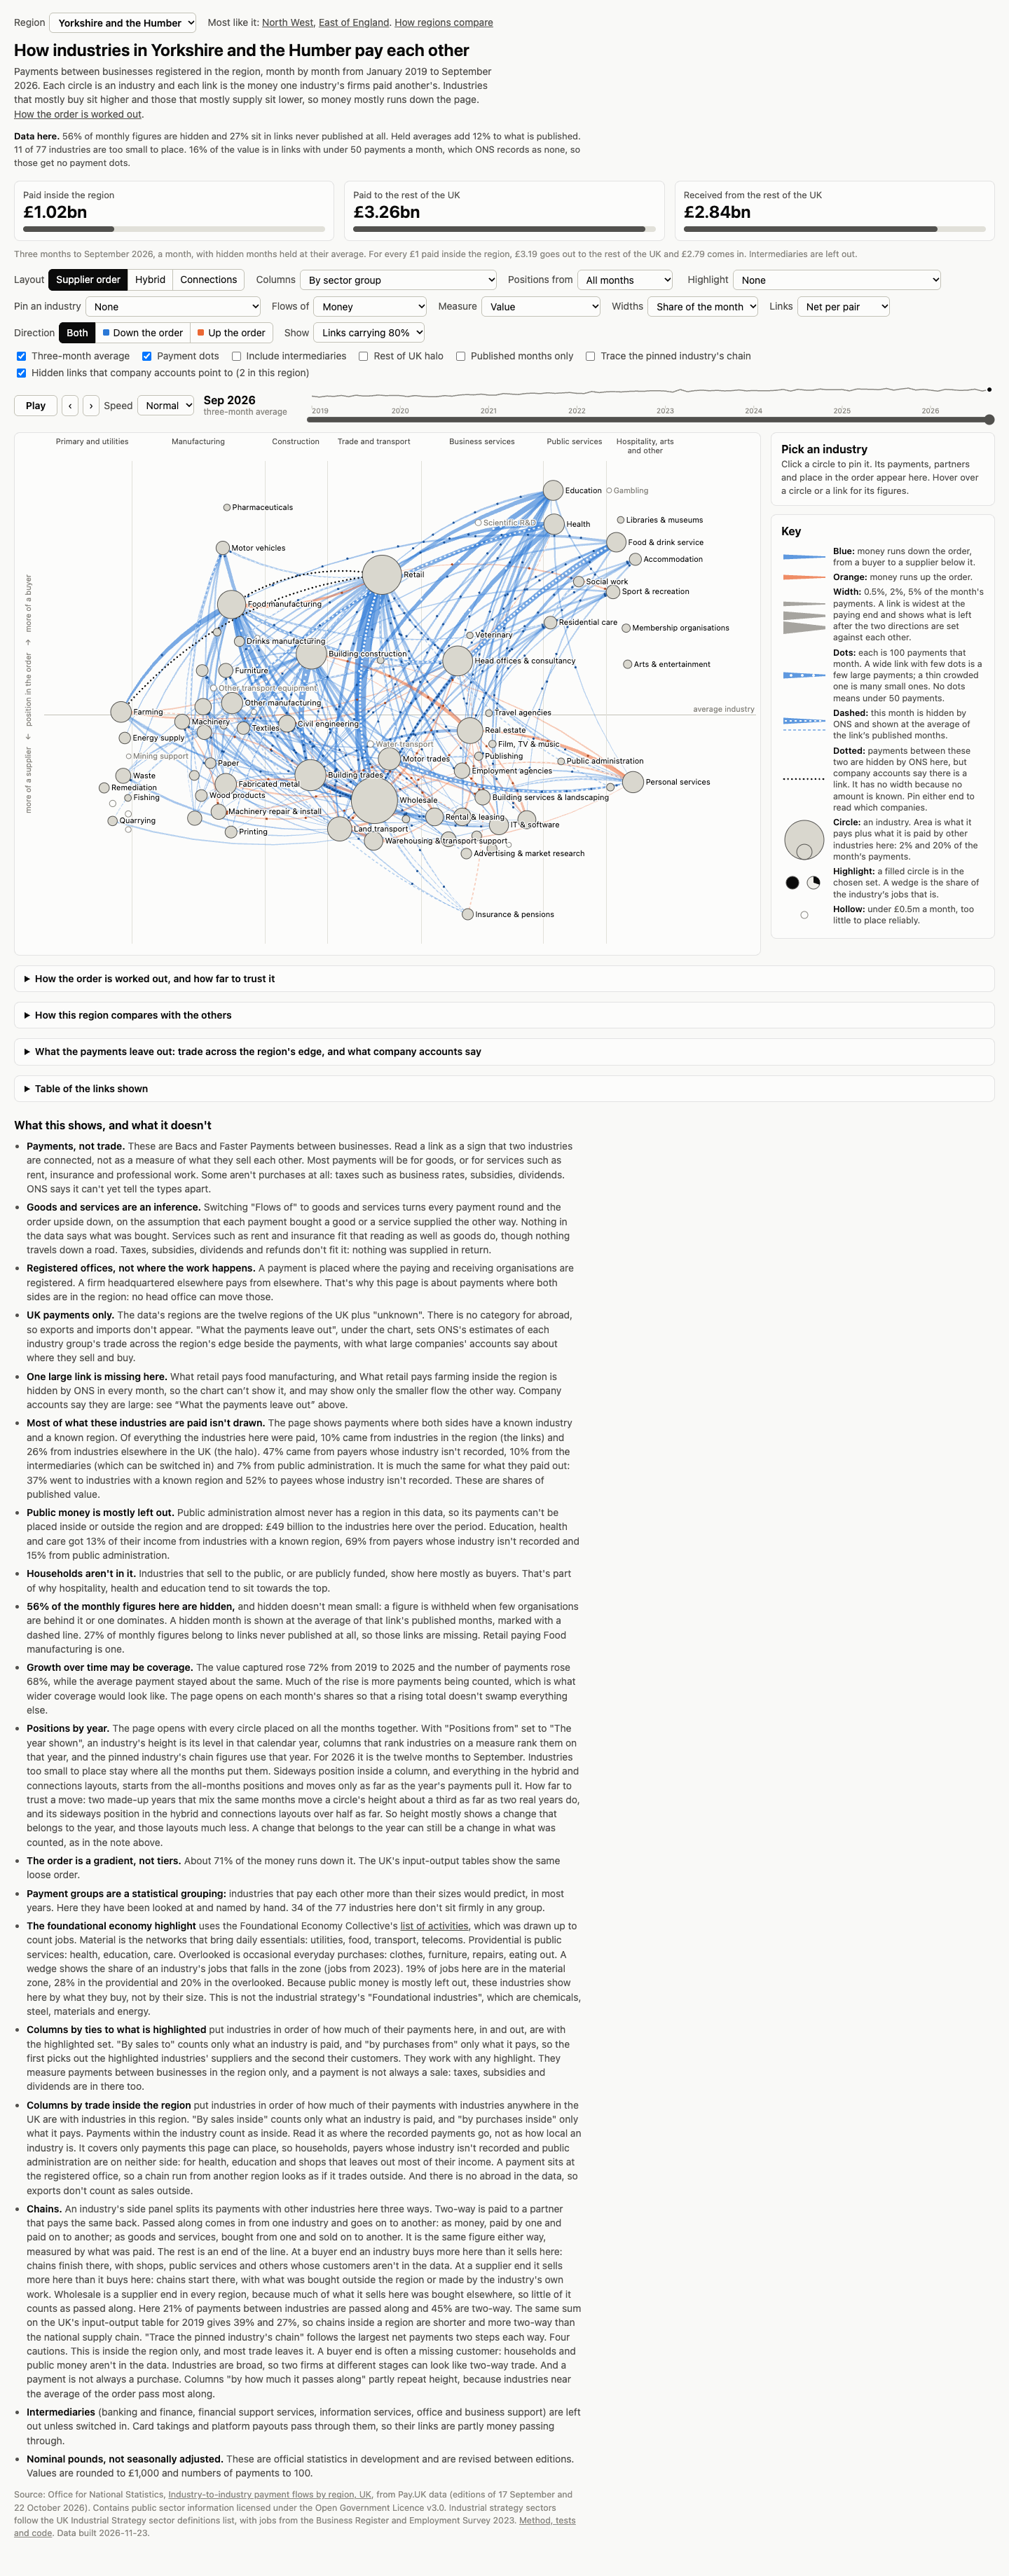 Region Yorkshire and the Humber Most like it: North West, East of England. How regions compare
How industries in Yorkshire and the Humber pay each other
Payments between businesses registered in the region, month by month from January 2019 to September
2026. Each circle is an industry and each link is the money one industry's firms paid another's. Industries
that mostly buy sit higher and those that mostly supply sit lower, so money mostly runs down the page.
How the order is worked out.
Data here. 56% of monthly figures are hidden and 27% sit in links never published at all. Held averages add 12% to what is published.
11 of 77 industries are too small to place. 16% of the value is in links with under 50 payments a month, which ONS records as none, so
those get no payment dots.
Paid inside the region
£1.02bn
Paid to the rest of the UK
£3.26bn
Received from the rest of the UK
£2.84bn
Three months to September 2026, a month, with hidden months held at their average. For every £1 paid inside the region, £3.19 goes out to the rest of the UK and £2.79 comes in. Intermediaries are left out.
Layout Supplier order Hybrid Connections Columns By sector group Positions from All months Highlight None
Pin an industry None Flows of Money Measure Value Widths Share of the month Links Net per pair
Direction Both Down the order Up the order Show Links carrying 80%
Three-month average Payment dots Include intermediaries Rest of UK halo Published months only Trace the pinned industry's chain
Hidden links that company accounts point to (2 in this region)
Play ‹ › Speed Normal Sep 2026
three-month average
2019 2020 2021 2022 2023 2024 2025 2026
Primary and utilities Manufacturing Construction Trade and transport Business services Public services Hospitality, arts
and other
more of a supplier ← position in the order → more of a buyer
Education Gambling
Pharmaceuticals
Libraries & museums
Scientific R&D Health
Food & drink service
Motor vehicles
Accommodation
Retail
Social work
Sport & recreation
Food manufacturing
Residential care
Membership organisations
Veterinary
Drinks manufacturing
Building construction
Head offices & consultancy
Arts & entertainment
Furniture
Other transport equipment
Other manufacturing
average industry
Farming
Travel agencies
Machinery
Civil engineering
Textiles
Real estate
Energy supply
Water transport
Film, TV & music
Mining support
Motor trades
Publishing
Public administration
Paper
Employment agencies
Waste
Building trades
Personal services
Fabricated metal
Remediation
Wood products
Fishing
Wholesale
Building services & landscaping
Machinery repair & install
Rental & leasing
Quarrying
IT & software
Printing
Land transport
Warehousing & transport support
Advertising & market research
Insurance & pensions
Pick an industry
Click a circle to pin it. Its payments, partners
and place in the order appear here. Hover over
a circle or a link for its figures.
Key
Blue: money runs down the order,
from a buyer to a supplier below it.
Orange: money runs up the order.
Width: 0.5%, 2%, 5% of the month's
payments. A link is widest at the
paying end and shows what is left
after the two directions are set
against each other.
Dots: each is 100 payments that
month. A wide link with few dots is a
few large payments; a thin crowded
one is many small ones. No dots
means under 50 payments.
Dashed: this month is hidden by
ONS and shown at the average of
the link's published months.
Dotted: payments between these
two are hidden by ONS here, but
company accounts say there is a
link. It has no width because no
amount is known. Pin either end to
read which companies.
Circle: an industry. Area is what it
pays plus what it is paid by other
industries here: 2% and 20% of the
month's payments.
Highlight: a filled circle is in the
chosen set. A wedge is the share of
the industry's jobs that is.
Hollow: under £0.5m a month, too
little to place reliably.
How the order is worked out, and how far to trust it
How this region compares with the others
What the payments leave out: trade across the region's edge, and what company accounts say
Table of the links shown
What this shows, and what it doesn't
Payments, not trade. These are Bacs and Faster Payments between businesses. Read a link as a sign that two industries
are connected, not as a measure of what they sell each other. Most payments will be for goods, or for services such as
rent, insurance and professional work. Some aren't purchases at all: taxes such as business rates, subsidies, dividends.
ONS says it can't yet tell the types apart.
Goods and services are an inference. Switching "Flows of" to goods and services turns every payment round and the
order upside down, on the assumption that each payment bought a good or a service supplied the other way. Nothing in
the data says what was bought. Services such as rent and insurance fit that reading as well as goods do, though nothing
travels down a road. Taxes, subsidies, dividends and refunds don't fit it: nothing was supplied in return.
Registered offices, not where the work happens. A payment is placed where the paying and receiving organisations are
registered. A firm headquartered elsewhere pays from elsewhere. That's why this page is about payments where both
sides are in the region: no head office can move those.
UK payments only. The data's regions are the twelve regions of the UK plus "unknown". There is no category for abroad,
so exports and imports don't appear. "What the payments leave out", under the chart, sets ONS's estimates of each
industry group's trade across the region's edge beside the payments, with what large companies' accounts say about
where they sell and buy.
One large link is missing here. What retail pays food manufacturing, and What retail pays farming inside the region is
hidden by ONS in every month, so the chart can't show it, and may show only the smaller flow the other way. Company
accounts say they are large: see "What the payments leave out" above.
Most of what these industries are paid isn't drawn. The page shows payments where both sides have a known industry
and a known region. Of everything the industries here were paid, 10% came from industries in the region (the links) and
26% from industries elsewhere in the UK (the halo). 47% came from payers whose industry isn't recorded, 10% from the
intermediaries (which can be switched in) and 7% from public administration. It is much the same for what they paid out:
37% went to industries with a known region and 52% to payees whose industry isn't recorded. These are shares of
published value.
Public money is mostly left out. Public administration almost never has a region in this data, so its payments can't be
placed inside or outside the region and are dropped: £49 billion to the industries here over the period. Education, health
and care got 13% of their income from industries with a known region, 69% from payers whose industry isn't recorded and
15% from public administration.
Households aren't in it. Industries that sell to the public, or are publicly funded, show here mostly as buyers. That's part
of why hospitality, health and education tend to sit towards the top.
56% of the monthly figures here are hidden, and hidden doesn't mean small: a figure is withheld when few organisations
are behind it or one dominates. A hidden month is shown at the average of that link's published months, marked with a
dashed line. 27% of monthly figures belong to links never published at all, so those links are missing. Retail paying Food
manufacturing is one.
Growth over time may be coverage. The value captured rose 72% from 2019 to 2025 and the number of payments rose
68%, while the average payment stayed about the same. Much of the rise is more payments being counted, which is what
wider coverage would look like. The page opens on each month's shares so that a rising total doesn't swamp everything
else.
Positions by year. The page opens with every circle placed on all the months together. With "Positions from" set to "The
year shown", an industry's height is its level in that calendar year, columns that rank industries on a measure rank them on
that year, and the pinned industry's chain figures use that year. For 2026 it is the twelve months to September. Industries
too small to place stay where all the months put them. Sideways position inside a column, and everything in the hybrid and
connections layouts, starts from the all-months positions and moves only as far as the year's payments pull it. How far to
trust a move: two made-up years that mix the same months move a circle's height about a third as far as two real years do,
and its sideways position in the hybrid and connections layouts over half as far. So height mostly shows a change that
belongs to the year, and those layouts much less. A change that belongs to the year can still be a change in what was
counted, as in the note above.
The order is a gradient, not tiers. About 71% of the money runs down it. The UK's input-output tables show the same
loose order.
Payment groups are a statistical grouping: industries that pay each other more than their sizes would predict, in most
years. Here they have been looked at and named by hand. 34 of the 77 industries here don't sit firmly in any group.
The foundational economy highlight uses the Foundational Economy Collective's list of activities, which was drawn up to
count jobs. Material is the networks that bring daily essentials: utilities, food, transport, telecoms. Providential is public
services: health, education, care. Overlooked is occasional everyday purchases: clothes, furniture, repairs, eating out. A
wedge shows the share of an industry's jobs that falls in the zone (jobs from 2023). 19% of jobs here are in the material
zone, 28% in the providential and 20% in the overlooked. Because public money is mostly left out, these industries show
here by what they buy, not by their size. This is not the industrial strategy's "Foundational industries", which are chemicals,
steel, materials and energy.
Columns by ties to what is highlighted put industries in order of how much of their payments here, in and out, are with
the highlighted set. "By sales to" counts only what an industry is paid, and "by purchases from" only what it pays, so the
first picks out the highlighted industries' suppliers and the second their customers. They work with any highlight. They
measure payments between businesses in the region only, and a payment is not always a sale: taxes, subsidies and
dividends are in there too.
Columns by trade inside the region put industries in order of how much of their payments with industries anywhere in the
UK are with industries in this region. "By sales inside" counts only what an industry is paid, and "by purchases inside" only
what it pays. Payments within the industry count as inside. Read it as where the recorded payments go, not as how local an
industry is. It covers only payments this page can place, so households, payers whose industry isn't recorded and public
administration are on neither side: for health, education and shops that leaves out most of their income. A payment sits at
the registered office, so a chain run from another region looks as if it trades outside. And there is no abroad in the data, so
exports don't count as sales outside.
Chains. An industry's side panel splits its payments with other industries here three ways. Two-way is paid to a partner
that pays the same back. Passed along comes in from one industry and goes on to another: as money, paid by one and
paid on to another; as goods and services, bought from one and sold on to another. It is the same figure either way,
measured by what was paid. The rest is an end of the line. At a buyer end an industry buys more here than it sells here:
chains finish there, with shops, public services and others whose customers aren't in the data. At a supplier end it sells
more here than it buys here: chains start there, with what was bought outside the region or made by the industry's own
work. Wholesale is a supplier end in every region, because much of what it sells here was bought elsewhere, so little of it
counts as passed along. Here 21% of payments between industries are passed along and 45% are two-way. The same sum
on the UK's input-output table for 2019 gives 39% and 27%, so chains inside a region are shorter and more two-way than
the national supply chain. "Trace the pinned industry's chain" follows the largest net payments two steps each way. Four
cautions. This is inside the region only, and most trade leaves it. A buyer end is often a missing customer: households and
public money aren't in the data. Industries are broad, so two firms at different stages can look like two-way trade. And a
payment is not always a purchase. Columns "by how much it passes along" partly repeat height, because industries near
the average of the order pass most along.
Intermediaries (banking and finance, financial support services, information services, office and business support) are left
out unless switched in. Card takings and platform payouts pass through them, so their links are partly money passing
through.
Nominal pounds, not seasonally adjusted. These are official statistics in development and are revised between editions.
Values are rounded to £1,000 and numbers of payments to 100.
Source: Office for National Statistics, Industry-to-industry payment flows by region, UK, from Pay.UK data (editions of 17 September and
22 October 2026). Contains public sector information licensed under the Open Government Licence v3.0. Industrial strategy sectors
follow the UK Industrial Strategy sector definitions list, with jobs from the Business Register and Employment Survey 2023. Method, tests
and code. Data built 2026-11-23.